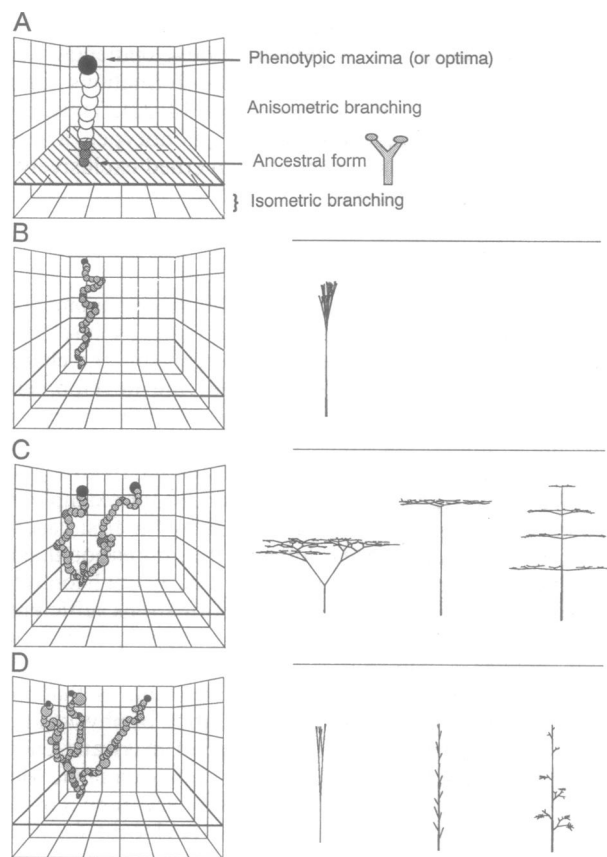 A
Phenotypic maxima (or optima)
Anisometric branching
Ancestral form
} Isometric branching
B
C
D